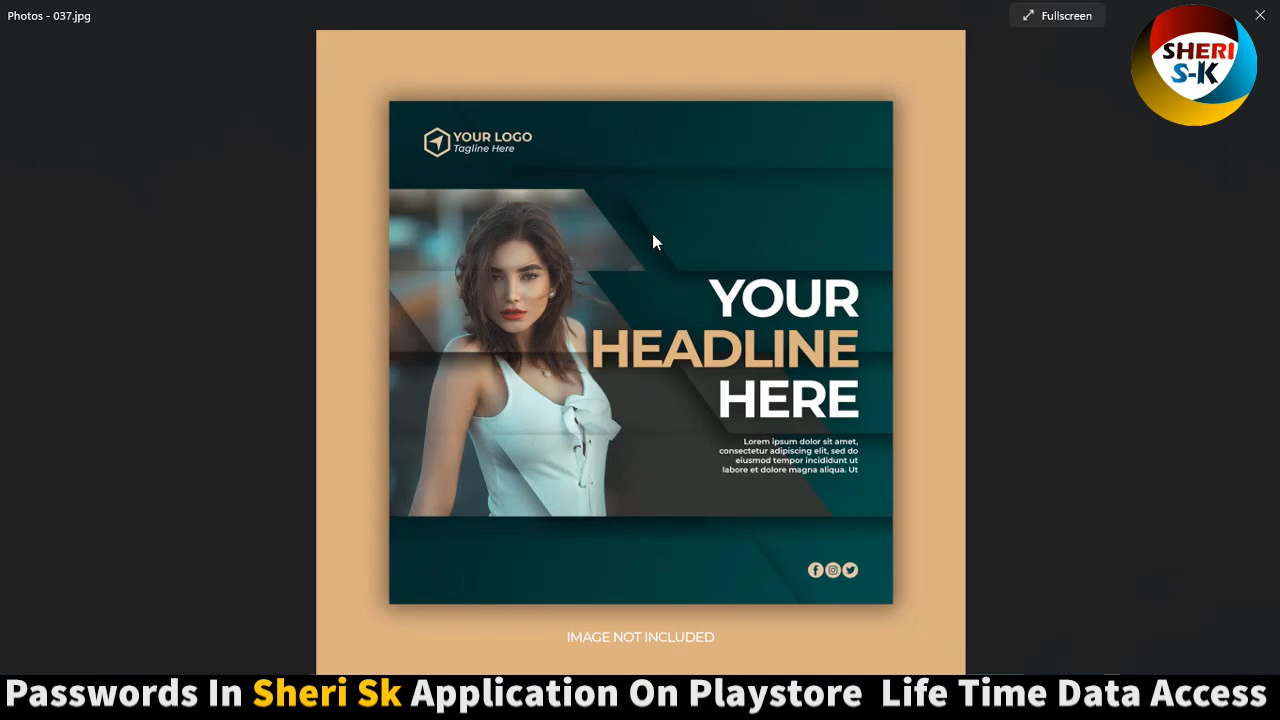 Photos - 037.jpg
Fullscreen
SHERI
S-K
YOUR LOGO
Tagline Here
YOUR
HEADLINE
HERE
Lorem ipsum dolor sit amet,
consectetur adipiscing elit, sed do
eiusmod tempor incididunt ut
labore et dolore magna aliqua. Ut
IMAGE NOT INCLUDED
Passwords In Sheri Sk Application On Playstore Life Time Data Access